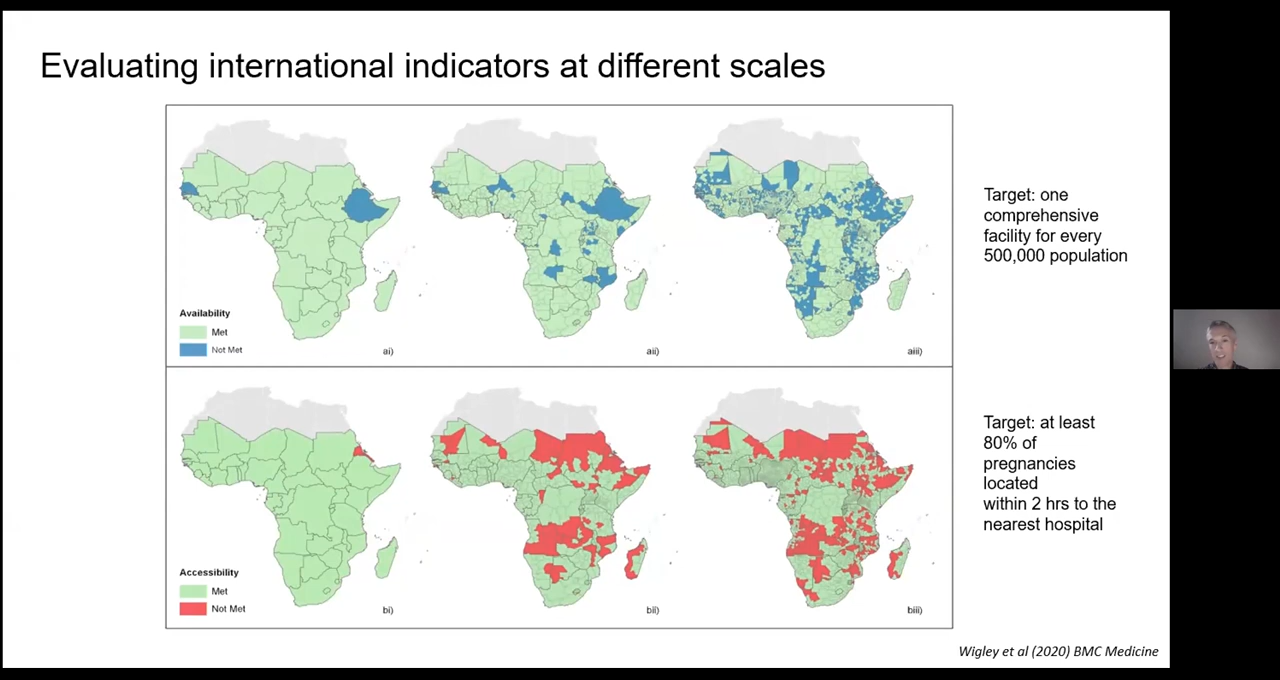 Evaluating international indicators at different scales
Availability
Met
Not Met
ai)
aii)
aiii)
Target: one
comprehensive
facility for every
500,000 population
Accessibility
Met
Not Met
bi)
bii)
biii)
Target: at least
80% of
pregnancies
located
within 2 hrs to the
nearest hospital
Wigley et al (2020) BMC Medicine